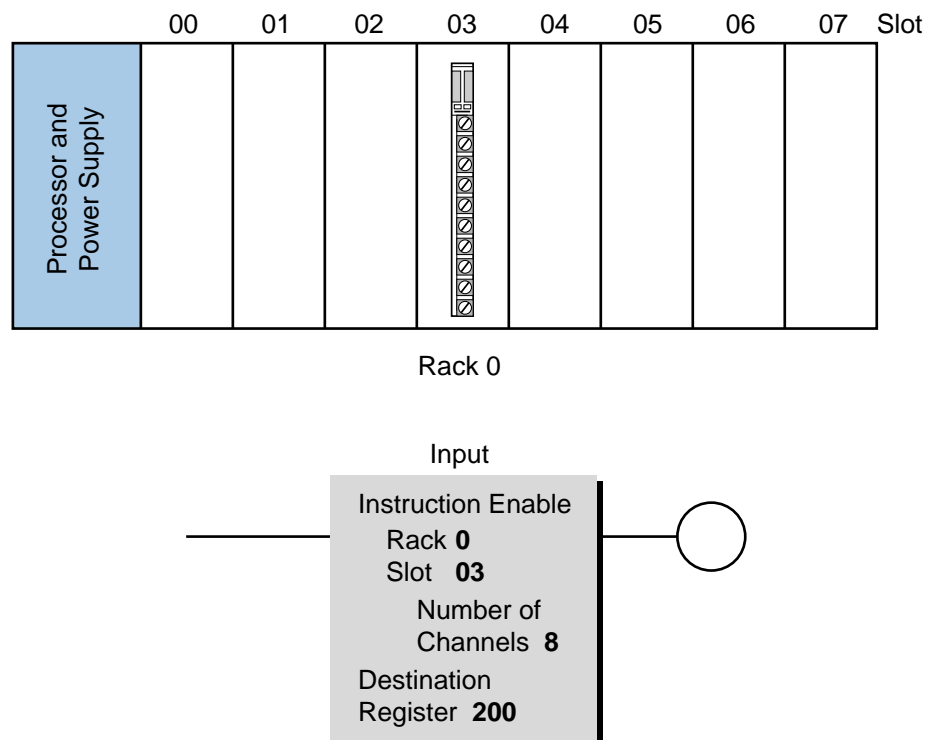 00 01 02 03 04 05 06 07 Slot
Processor and
Power Supply
Rack 0
Input
Instruction Enable
Rack 0
Slot 03
Number of
Channels 8
Destination
Register 200